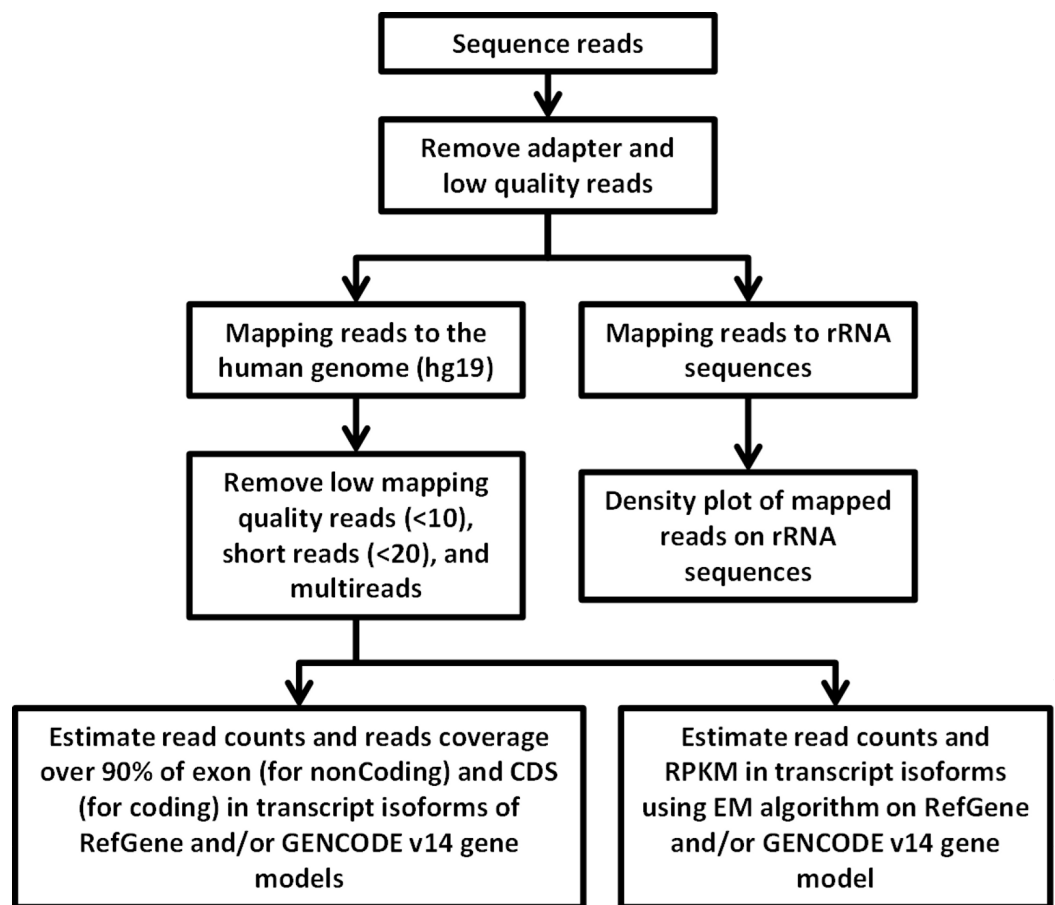 Sequence reads
Remove adapter and
low quality reads
Mapping reads to the
human genome (hg19)
Mapping reads to rRNA
sequences
Remove low mapping
quality reads (<10),
short reads (<20), and
multireads
Density plot of mapped
reads on rRNA
sequences
Estimate read counts and reads coverage
over 90% of exon (for nonCoding) and CDS
(for coding) in transcript isoforms of
RefGene and/or GENCODE v14 gene
models
Estimate read counts and
RPKM in transcript isoforms
using EM algorithm on RefGene
and/or GENCODE v14 gene
model